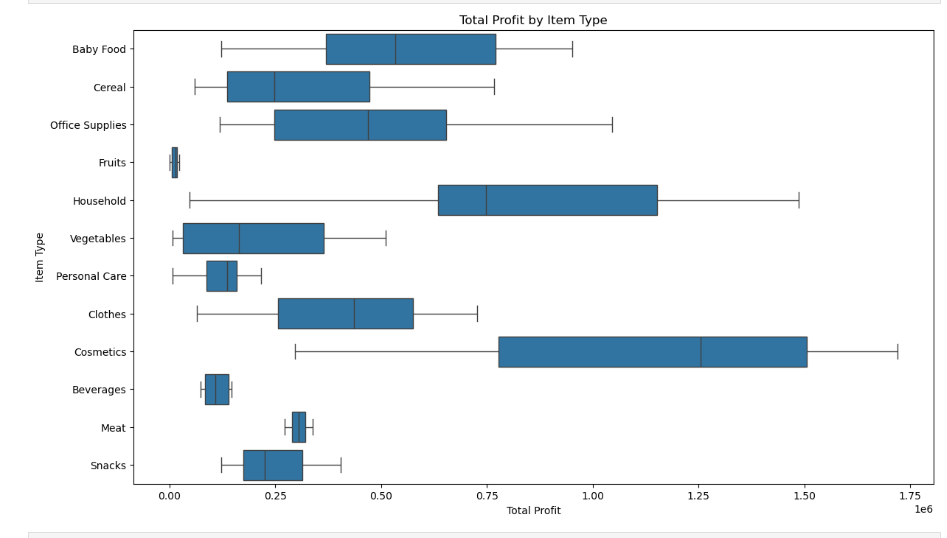 Total Profit by Item Type
Baby Food
Cereal
Office Supplies
Fruits
Household
Vegetables
Personal Care
Clothes
Cosmetics
Beverages
Meat
Snacks
Item Type
0.00 0.25 0.50 0.75 1.00 1.25 1.50 1.75
1e6
Total Profit